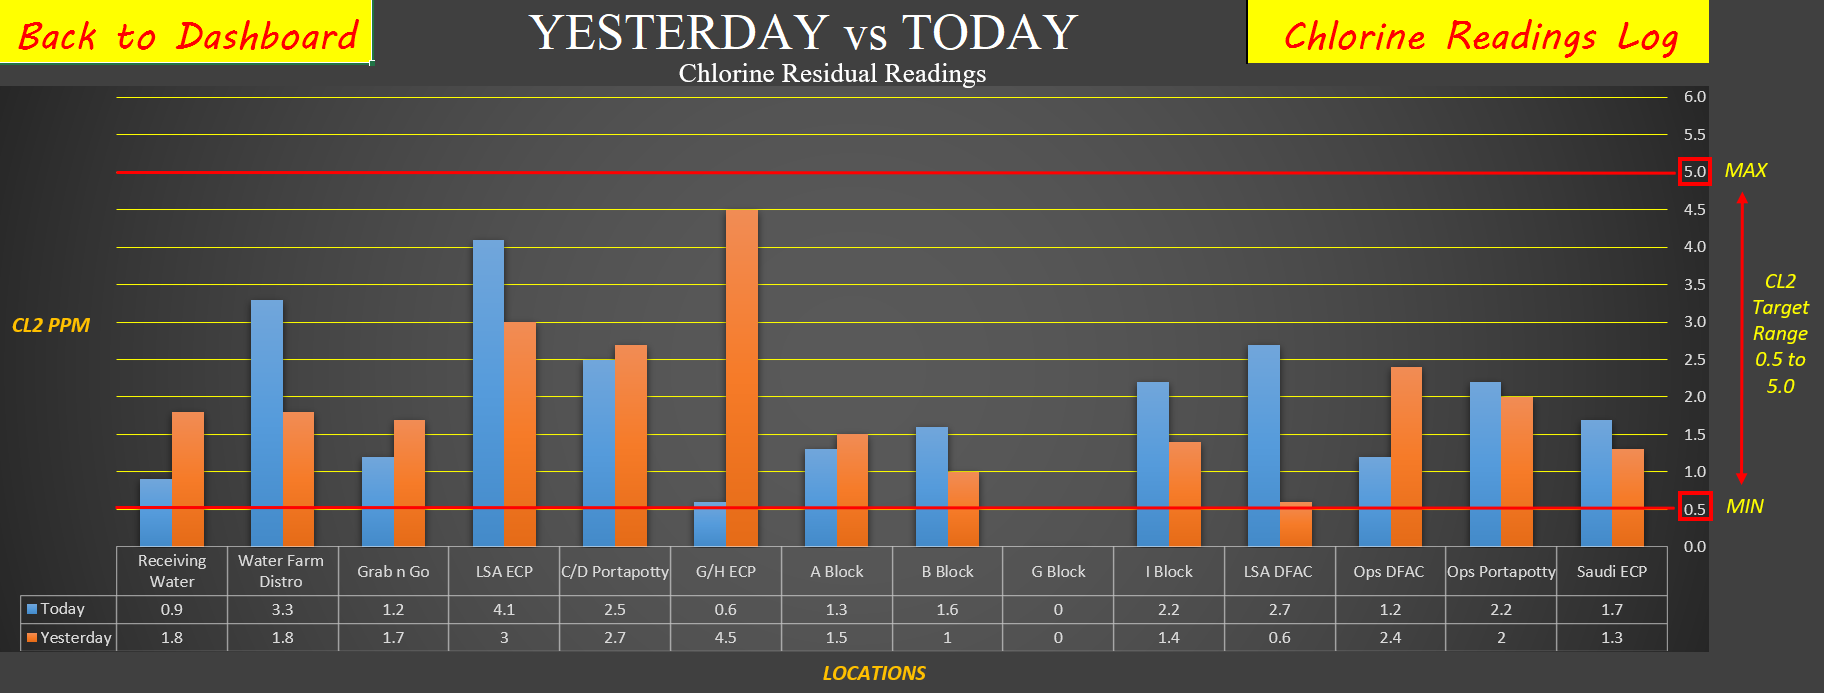 Back to Dashboard
YESTERDAY vs TODAY
Chlorine Residual Readings
Chlorine Readings Log
6.0
5.5
5.0
4.5
4.0
3.5
3.0
2.5
2.0
1.5
1.0
0.5
0.0
MAX
CL2
Target
Range
0.5 to
5.0
MIN
CL2 PPM
Receiving Water
Water Farm Distro
Grab n Go
LSA ECP
C/D Portapotty
G/H ECP
A Block
B Block
G Block
I Block
LSA DFAC
Ops DFAC
Ops Portapotty
Saudi ECP
Today 0.9 3.3 1.2 4.1 2.5 0.6 1.3 1.6 0 2.2 2.7 1.2 2.2 1.7
Yesterday 1.8 1.8 1.7 3 2.7 4.5 1.5 1 0 1.4 0.6 2.4 2 1.3
LOCATIONS